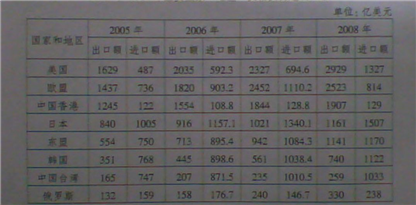 单位：亿美元
国家和地区 2005年 2006年 2007年 2008年
出口额 进口额 出口额 进口额 出口额 进口额 出口额 进口额
美国 1629 487 2035 592.3 2327 694.6 2929 1327
欧盟 1437 736 1820 903.2 2452 1110.2 2523 814
中国香港 1245 122 1554 108.8 1844 128.8 1907 129
日本 840 1005 916 1157.1 1021 1340.1 1161 1507
东盟 554 750 713 895.4 942 1084.3 1141 1170
韩国 351 768 445 898.6 561 1038.4 740 1122
中国台湾 165 747 207 871.5 235 1010.5 259 1033
俄罗斯 132 159 158 176.7 240 146.7 330 238